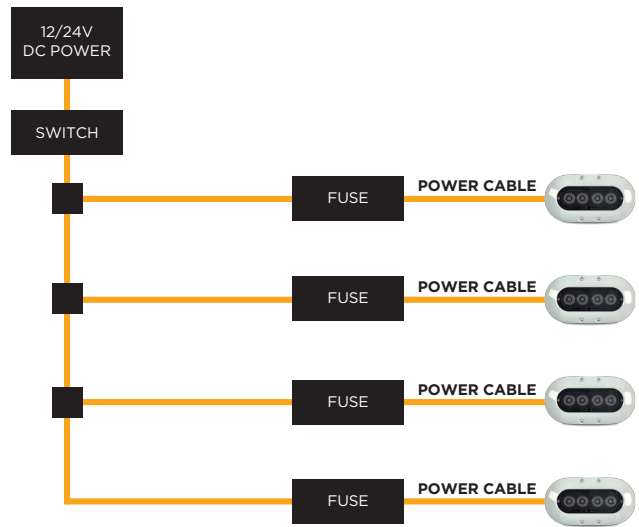 12/24V
DC POWER
SWITCH
FUSE
POWER CABLE
FUSE
POWER CABLE
FUSE
POWER CABLE
FUSE
POWER CABLE